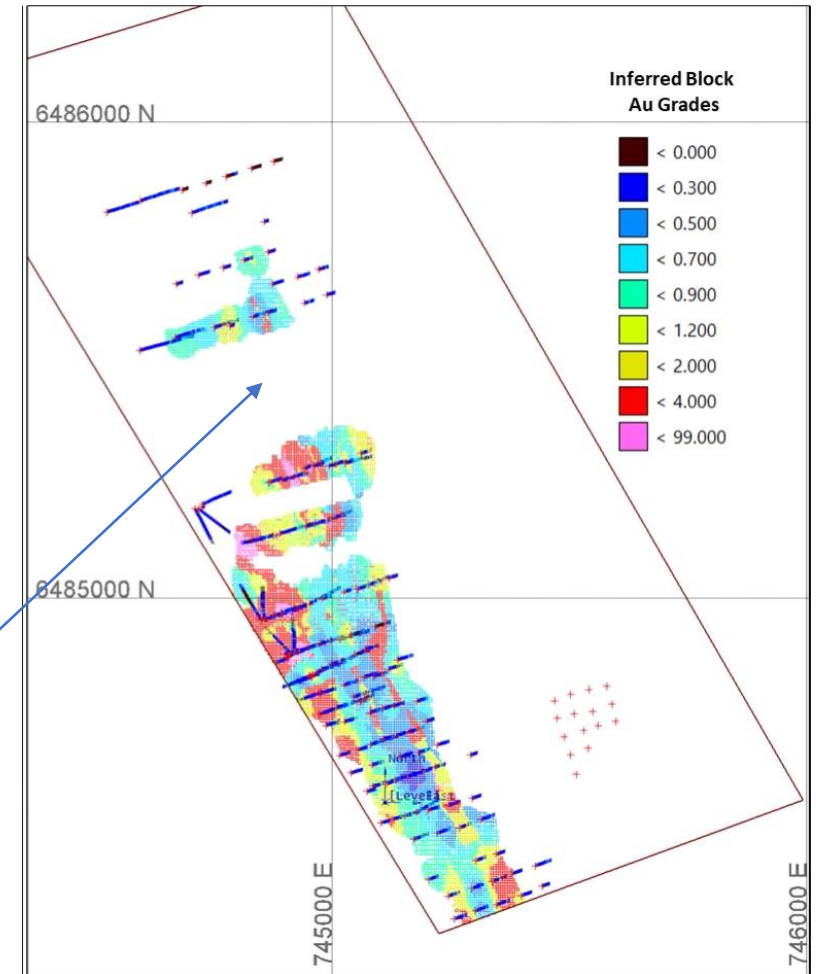 Inferred Block
Au Grades
6486000 N
< 0.000
< 0.300
< 0.500
< 0.700
< 0.900
< 1.200
< 2.000
< 4.000
< 99.000
6485000 N
North
[Level
745000 E
746000 E